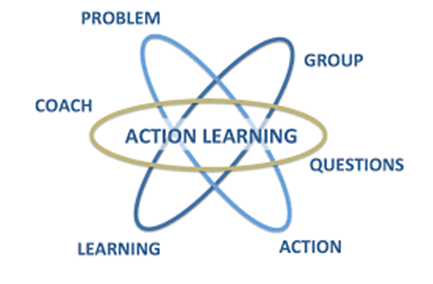 PROBLEM
GROUP
COACH
ACTION LEARNING
QUESTIONS
LEARNING
ACTION